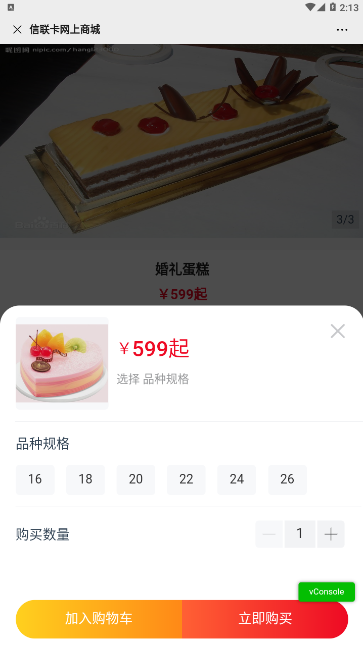 2:13
信联卡网上商城
昵图网 nipic.com/hang
3/3
婚礼蛋糕
￥599起
￥599起
选择 品种规格
品种规格
16 18 20 22 24 26
购买数量
1
vConsole
加入购物车 立即购买